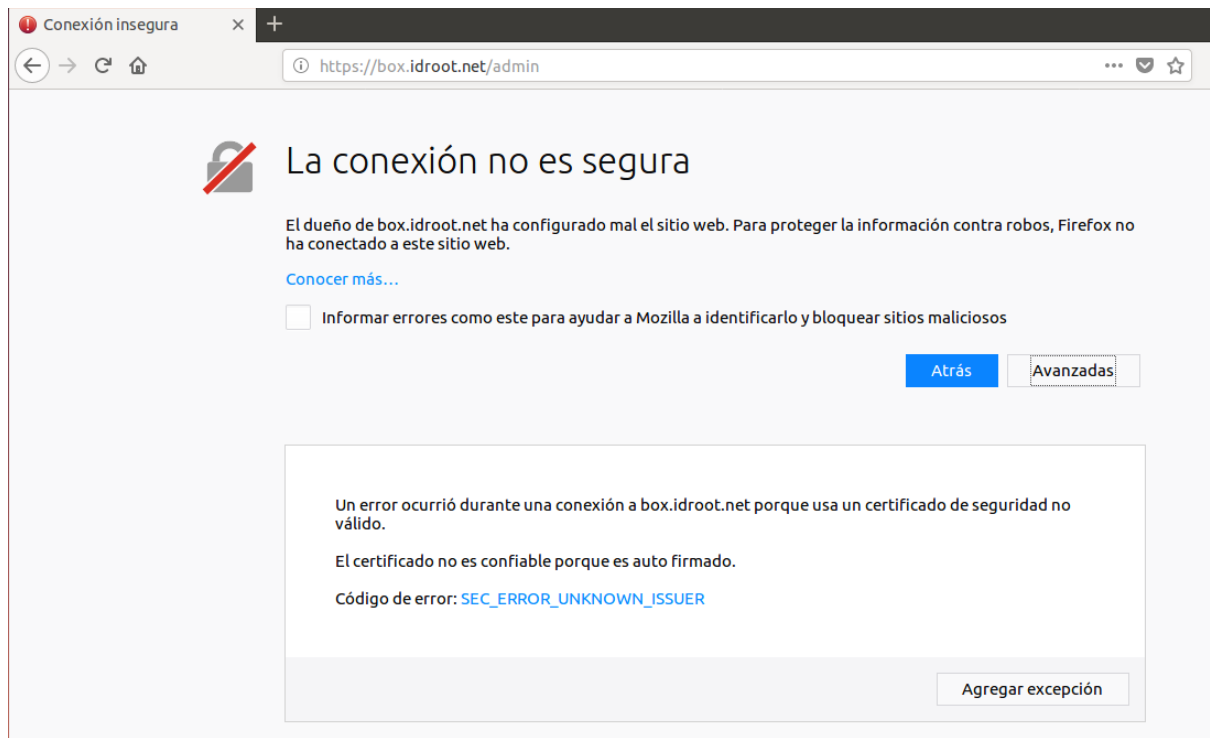 Conexión insegura
https://box.idroot.net/admin
La conexión no es segura
El dueño de box.idroot.net ha configurado mal el sitio web. Para proteger la información contra robos, Firefox no
ha conectado a este sitio web.
Conocer más...
Informar errores como este para ayudar a Mozilla a identificarlo y bloquear sitios maliciosos
Atrás
Avanzadas
Un error ocurrió durante una conexión a box.idroot.net porque usa un certificado de seguridad no
válido.
El certificado no es confiable porque es auto firmado.
Código de error: SEC_ERROR_UNKNOWN_ISSUER
Agregar excepción